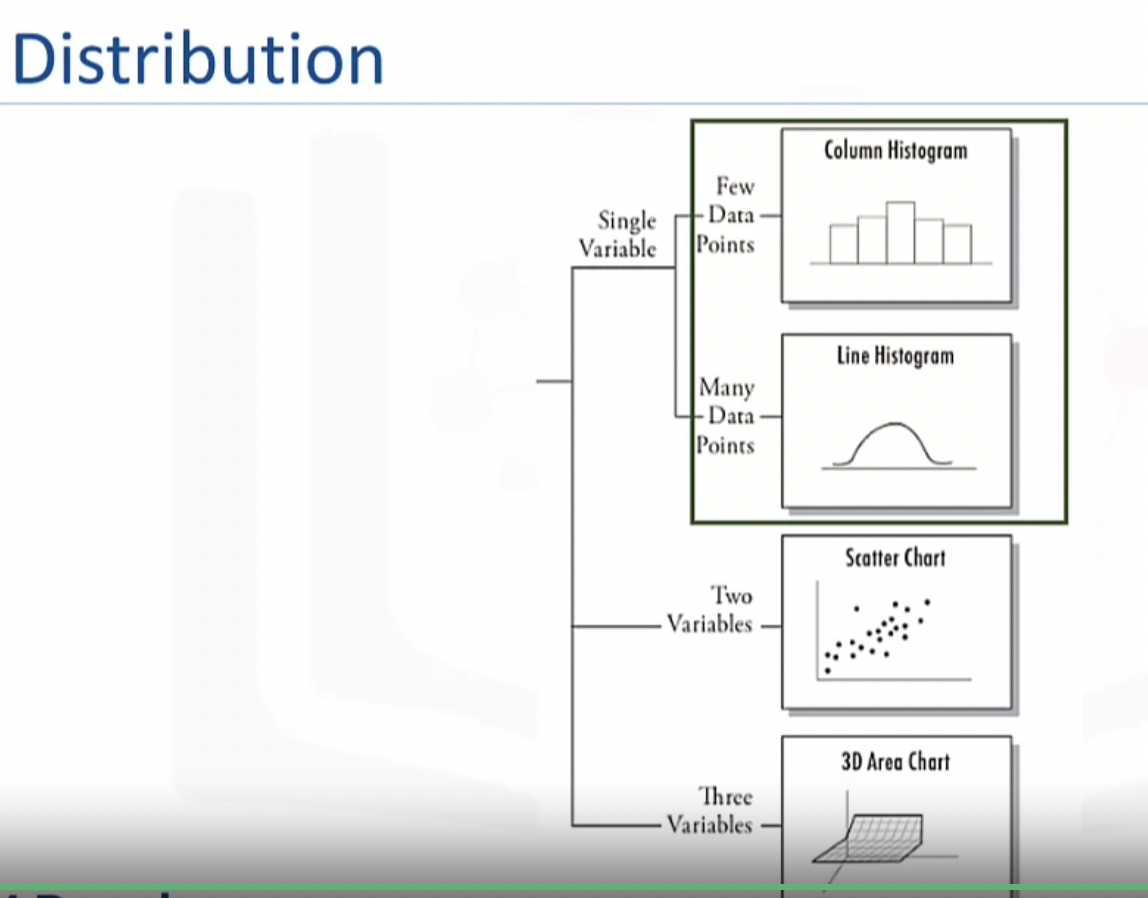 Distribution
Column Histogram
Few
Data
Points
Single
Variable
Line Histogram
Many
Data
Points
Scatter Chart
Two
Variables
3D Area Chart
Three
Variables